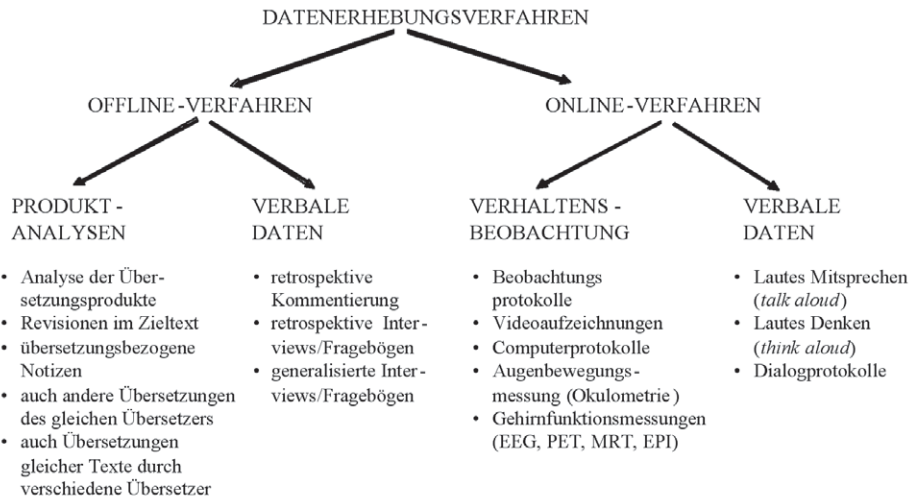 DATENERHEBUNGSVERFAHREN
OFFLINE-VERFAHREN
ONLINE-VERFAHREN
PRODUKT-
ANALYSEN
• Analyse der Über-
setzungsprodukte
• Revisionen im Zieltext
• übersetzungsbezogene
Notizen
• auch andere Übersetzungen
des gleichen Übersetzers
• auch Übersetzungen
gleicher Texte durch
verschiedene Übersetzer
VERBALE
DATEN
• retrospektive
Kommentierung
• retrospektive Inter-
views/Fragebögen
• generalisierte Inter-
views/Fragebögen
VERHALTENS-
BEOBACHTUNG
• Beobachtungs
protokolle
• Videoaufzeichnungen
• Computerprotokolle
• Augenbewegungs-
messung (Okulometrie)
• Gehirnfunktionsmessungen
(EEG, PET, MRT, EPI)
VERBALE
DATEN
• Lautes Mitsprechen
(talk aloud)
• Lautes Denken
(think aloud)
• Dialogprotokolle